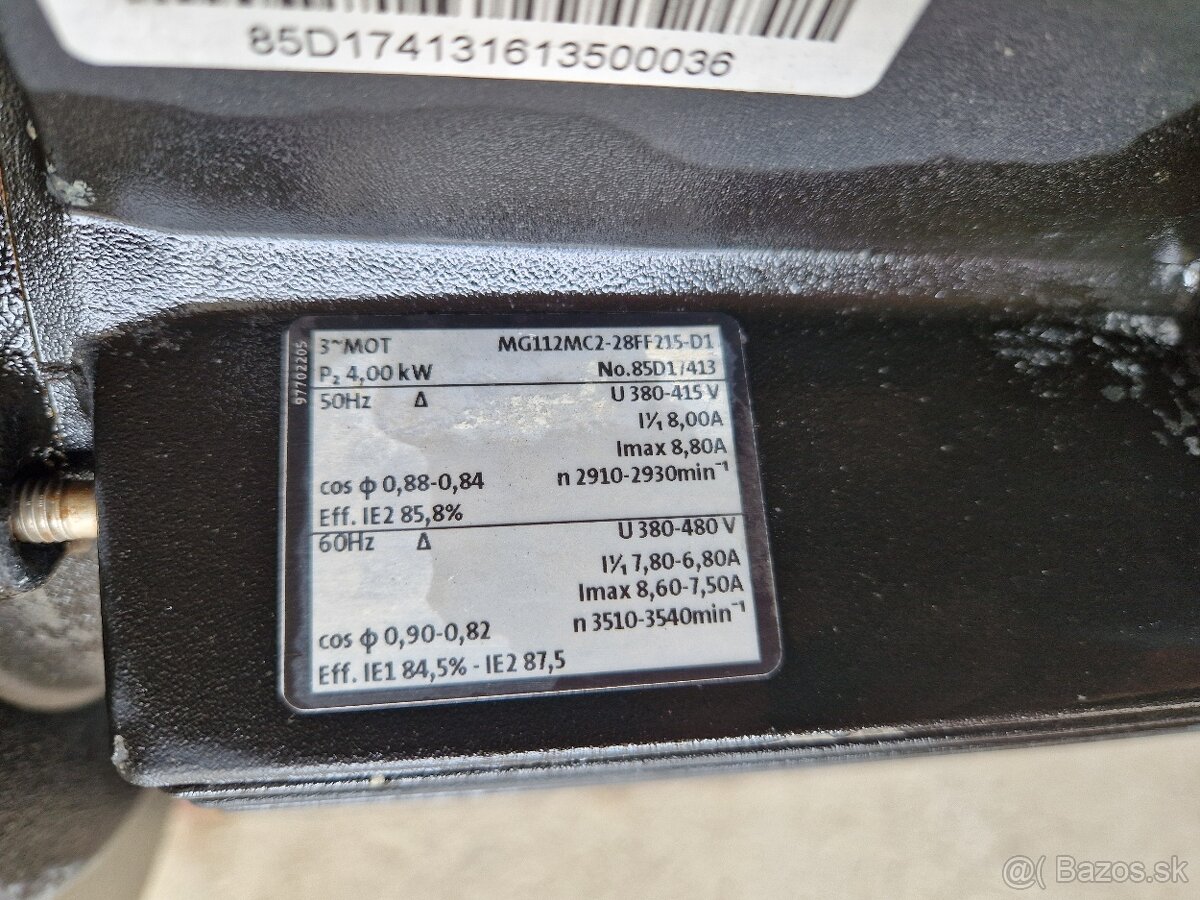 85D174131613500036
97702205
3~MOT MG112MC2-28FF215-D1
P₂ 4,00 kW No.85D17413
50Hz Δ U 380-415 V
I¹⁄₁ 8,00A
Imax 8,80A
cos ϕ 0,88-0,84 n 2910-2930min⁻¹
Eff. IE2 85,8%
60Hz Δ U 380-480 V
I¹⁄₁ 7,80-6,80A
Imax 8,60-7,50A
cos ϕ 0,90-0,82 n 3510-3540min⁻¹
Eff. IE1 84,5% - IE2 87,5
Bazos.sk